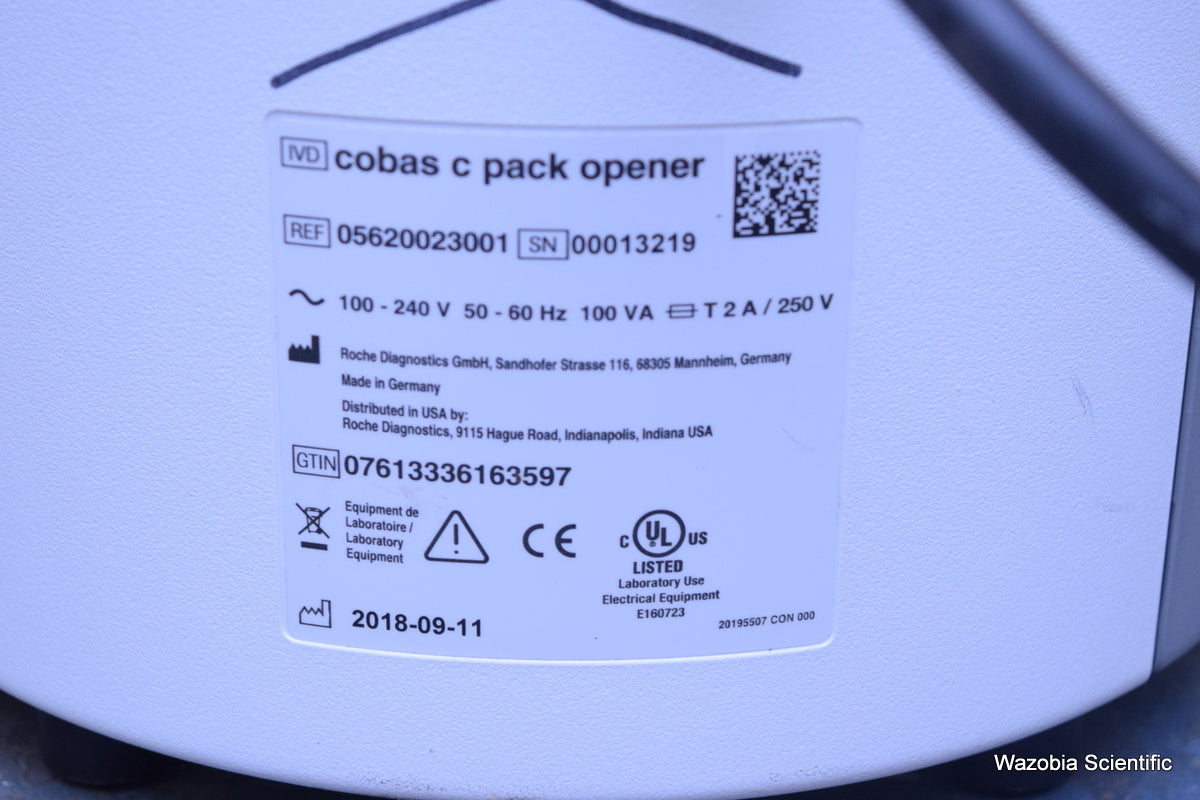 IVD cobas c pack opener
REF 05620023001 SN 00013219
100 - 240 V 50 - 60 Hz 100 VA T 2 A / 250 V
Roche Diagnostics GmbH, Sandhofer Strasse 116, 68305 Mannheim, Germany
Made in Germany
Distributed in USA by:
Roche Diagnostics, 9115 Hague Road, Indianapolis, Indiana USA
GTIN 07613336163597
Equipment de
Laboratoire /
Laboratory
Equipment
CE
C UL US
LISTED
Laboratory Use
Electrical Equipment
E160723
2018-09-11
20195507 CON 000
Wazobia Scientific